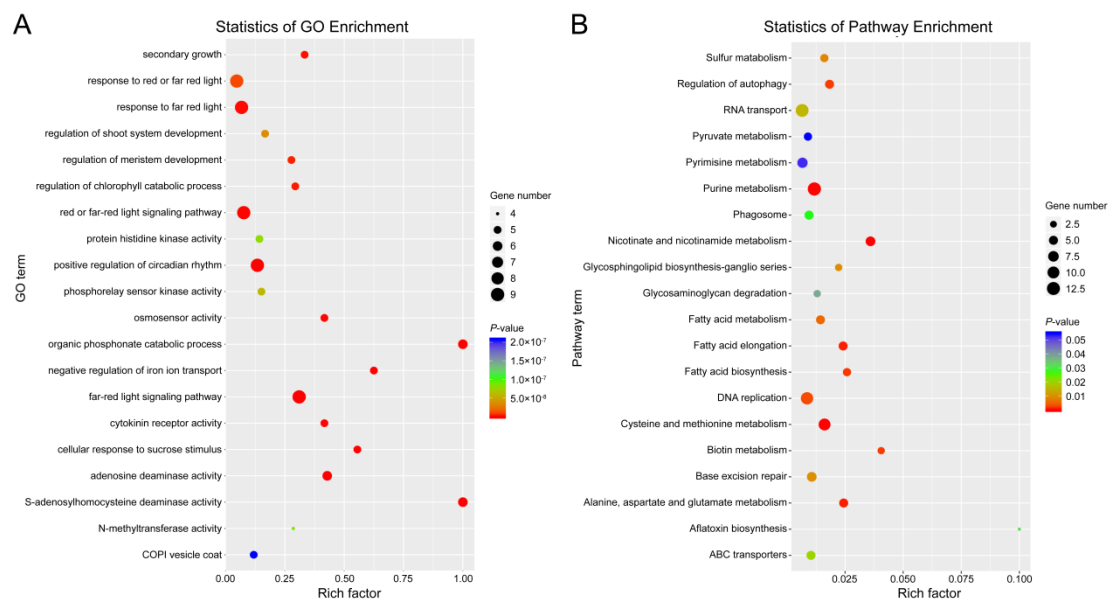 A
Statistics of GO Enrichment
GO term
secondary growth
response to red or far red light
response to far red light
regulation of shoot system development
regulation of meristem development
regulation of chlorophyll catabolic process
red or far-red light signaling pathway
protein histidine kinase activity
positive regulation of circadian rhythm
phosphorelay sensor kinase activity
osmosensor activity
organic phosphonate catabolic process
negative regulation of iron ion transport
far-red light signaling pathway
cytokinin receptor activity
cellular response to sucrose stimulus
adenosine deaminase activity
S-adenosylhomocysteine deaminase activity
N-methyltransferase activity
COPI vesicle coat
0.00 0.25 0.50 0.75 1.00
Rich factor
Gene number
4
5
6
7
8
9
P-value
2.0×10⁻⁷
1.5×10⁻⁷
1.0×10⁻⁷
5.0×10⁻⁸
B
Statistics of Pathway Enrichment
Pathway term
Sulfur matabolism
Regulation of autophagy
RNA transport
Pyruvate metabolism
Pyrimisine metabolism
Purine metabolism
Phagosome
Nicotinate and nicotinamide metabolism
Glycosphingolipid biosynthesis-ganglio series
Glycosaminoglycan degradation
Fatty acid metabolism
Fatty acid elongation
Fatty acid biosynthesis
DNA replication
Cysteine and methionine metabolism
Biotin metabolism
Base excision repair
Alanine, aspartate and glutamate metabolism
Aflatoxin biosynthesis
ABC transporters
0.025 0.050 0.075 0.100
Rich factor
Gene number
2.5
5.0
7.5
10.0
12.5
P-value
0.05
0.04
0.03
0.02
0.01